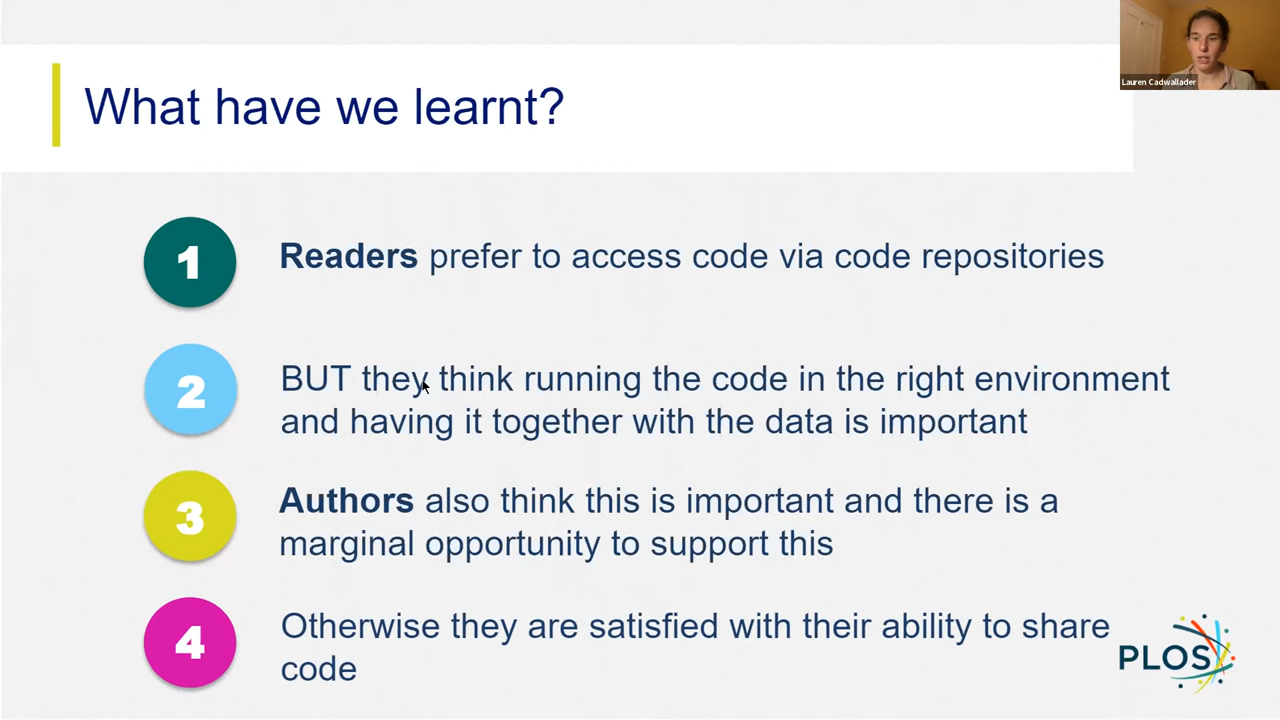 Lauren Cadwallader
What have we learnt?
1
Readers prefer to access code via code repositories
2
BUT they think running the code in the right environment
and having it together with the data is important
3
Authors also think this is important and there is a
marginal opportunity to support this
4
Otherwise they are satisfied with their ability to share
code
PLOS